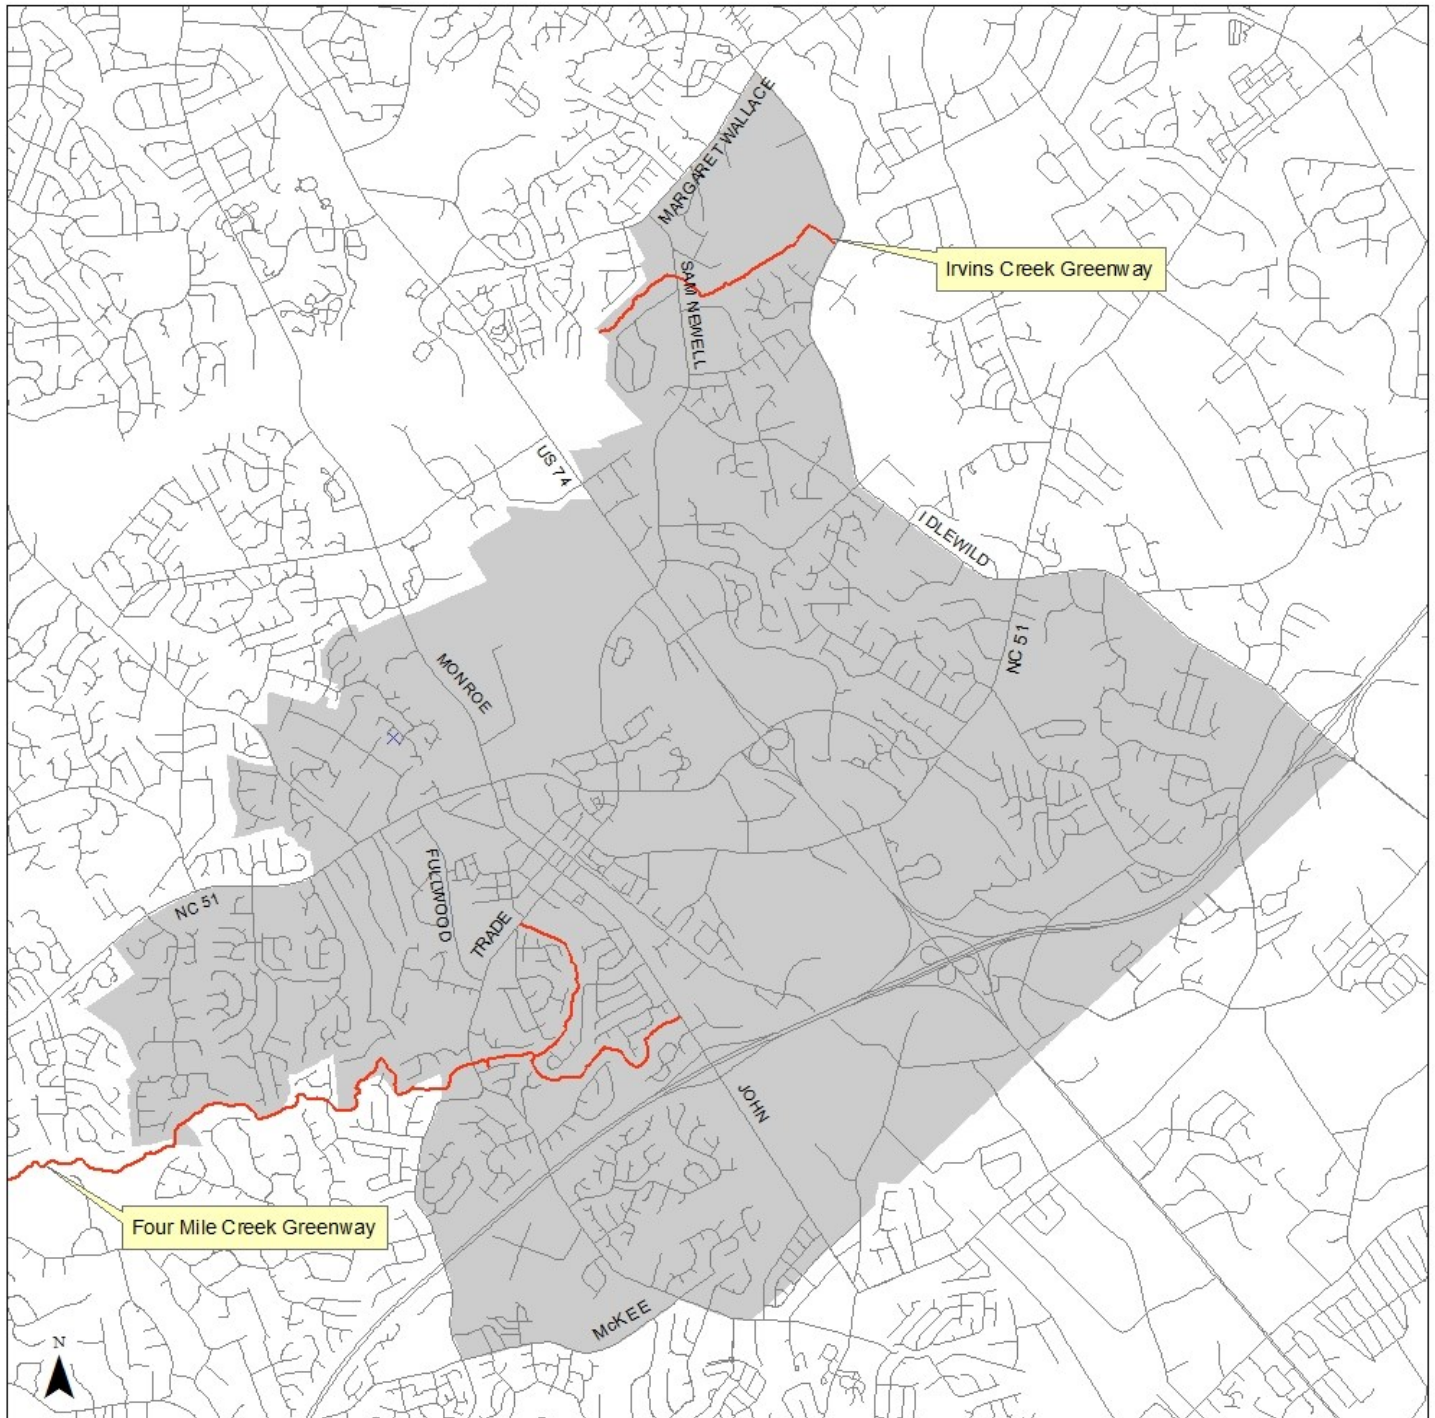 MARGARET WALLACE
Irvins Creek Greenway
SAM NEWELL
US 74
IDLEWILD
NC 51
MONROE
FULLWOOD
NC 51
TRADE
JOHN
Four Mile Creek Greenway
McKEE
N